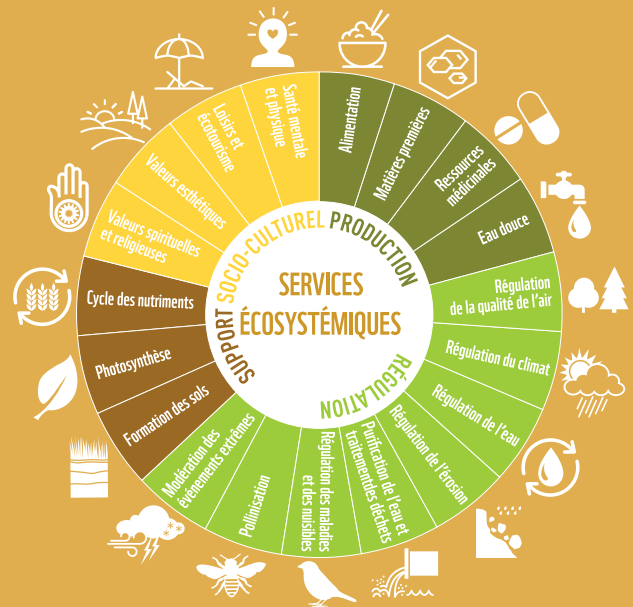 SERVICES
ÉCOSYSTÉMIQUES
PRODUCTION
Alimentation
Matières premières
Ressources
médicinales
Eau douce
RÉGULATION
Régulation
de la qualité de l'air
Régulation du climat
Régulation de l'eau
Régulation de l'érosion
Purification de l'eau et
traitementdes déchets
Régulation des maladies
et des nuisibles
Pollinisation
Modération des
événements extrêmes
SUPPORT
Formation des sols
Photosynthèse
Cycle des nutriments
SOCIO-CULTUREL
Valeurs spirituelles
et religieuses
Valeurs esthétiques
Loisirs et
écotourisme
Santé mentale
et physique